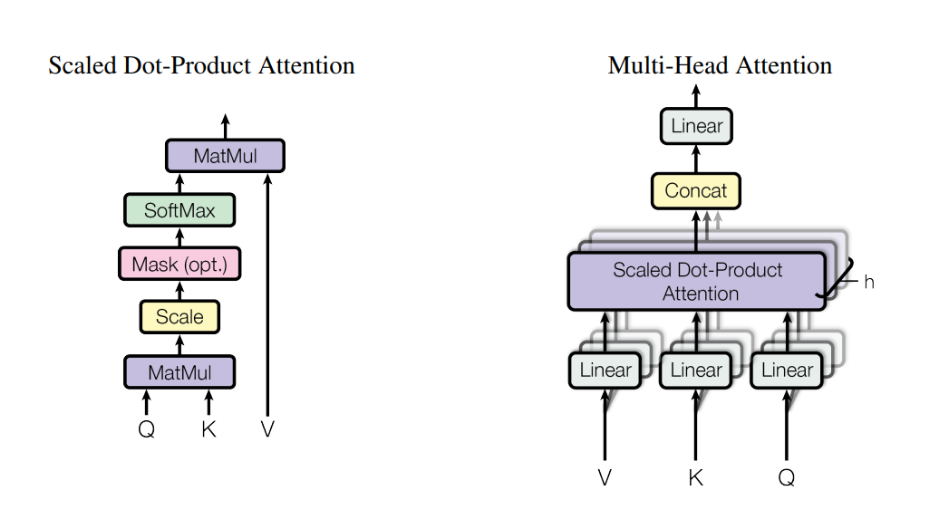 Scaled Dot-Product Attention
MatMul
SoftMax
Mask (opt.)
Scale
MatMul
Q K V
Multi-Head Attention
Linear
Concat
Scaled Dot-Product
Attention
h
Linear Linear Linear
V K Q